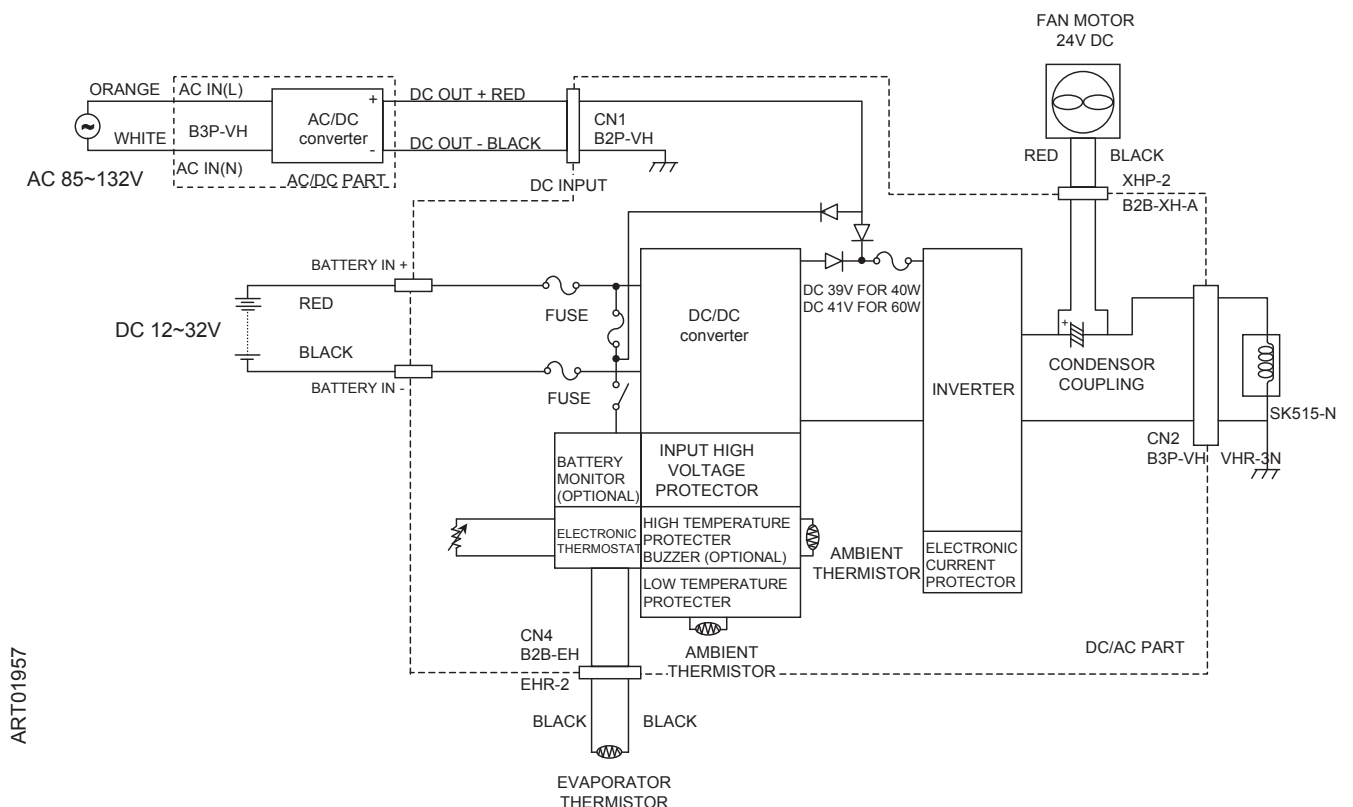 FAN MOTOR
24V DC
ORANGE
AC IN(L)
DC OUT + RED
+
AC/DC
converter
CN1
B2P-VH
B3P-VH
WHITE
DC OUT - BLACK
-
RED
BLACK
AC IN(N)
AC 85~132V
AC/DC PART
DC INPUT
XHP-2
B2B-XH-A
BATTERY IN +
RED
FUSE
DC 39V FOR 40W
DC 41V FOR 60W
DC/DC
converter
DC 12~32V
+
BLACK
CONDENSOR
COUPLING
BATTERY IN -
FUSE
INVERTER
SK515-N
CN2
B3P-VH
VHR-3N
BATTERY
MONITOR
(OPTIONAL)
INPUT HIGH
VOLTAGE
PROTECTOR
ELECTRONIC
THERMOSTAT
HIGH TEMPERATURE
PROTECTER
BUZZER (OPTIONAL)
AMBIENT
THERMISTOR
ELECTRONIC
CURRENT
PROTECTOR
LOW TEMPERATURE
PROTECTER
CN4
B2B-EH
AMBIENT
THERMISTOR
DC/AC PART
EHR-2
BLACK
BLACK
EVAPORATOR
THERMISTOR
ART01957